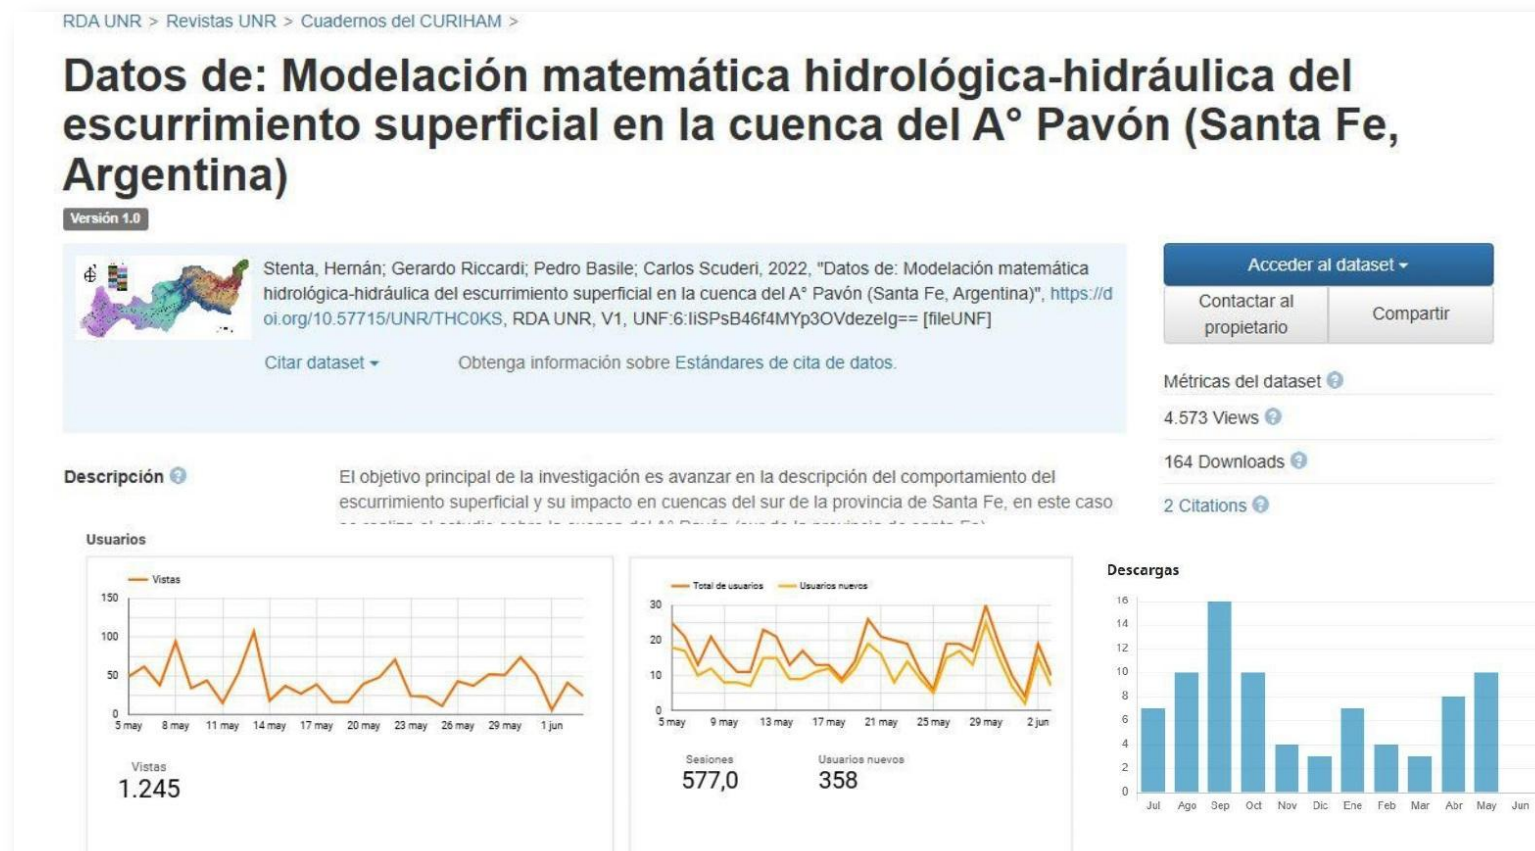 RDA UNR > Revistas UNR > Cuadernos del CURIHAM >
Datos de: Modelación matemática hidrológica-hidráulica del
escurrimiento superficial en la cuenca del A° Pavón (Santa Fe,
Argentina)
Versión 1.0
Stenta, Hernán; Gerardo Riccardi; Pedro Basile; Carlos Scuderi, 2022, "Datos de: Modelación matemática
hidrológica-hidráulica del escurrimiento superficial en la cuenca del A° Pavón (Santa Fe, Argentina)", https://d
oi.org/10.57715/UNR/THC0KS, RDA UNR, V1, UNF:6:IiSPsB46f4MYp3OVdezeIg== [fileUNF]
Citar dataset
Obtenga información sobre Estándares de cita de datos.
Acceder al dataset
Contactar al
propietario
Compartir
Métricas del dataset
4.573 Views
164 Downloads
2 Citations
Descripción
El objetivo principal de la investigación es avanzar en la descripción del comportamiento del
escurrimiento superficial y su impacto en cuencas del sur de la provincia de Santa Fe, en este caso
Usuarios
Vistas
150
100
50
0
5 may 8 may 11 may 14 may 17 may 20 may 23 may 26 may 29 may 1 jun
Vistas
1.245
Total de usuarios Usuarios nuevos
30
20
10
0
5 may 9 may 13 may 17 may 21 may 25 may 29 may 2 jun
Sesiones
577,0
Usuarios nuevos
358
Descargas
16
14
12
10
8
6
4
2
0
Jul Ago Sep Oct Nov Dic Ene Feb Mar Abr May Jun